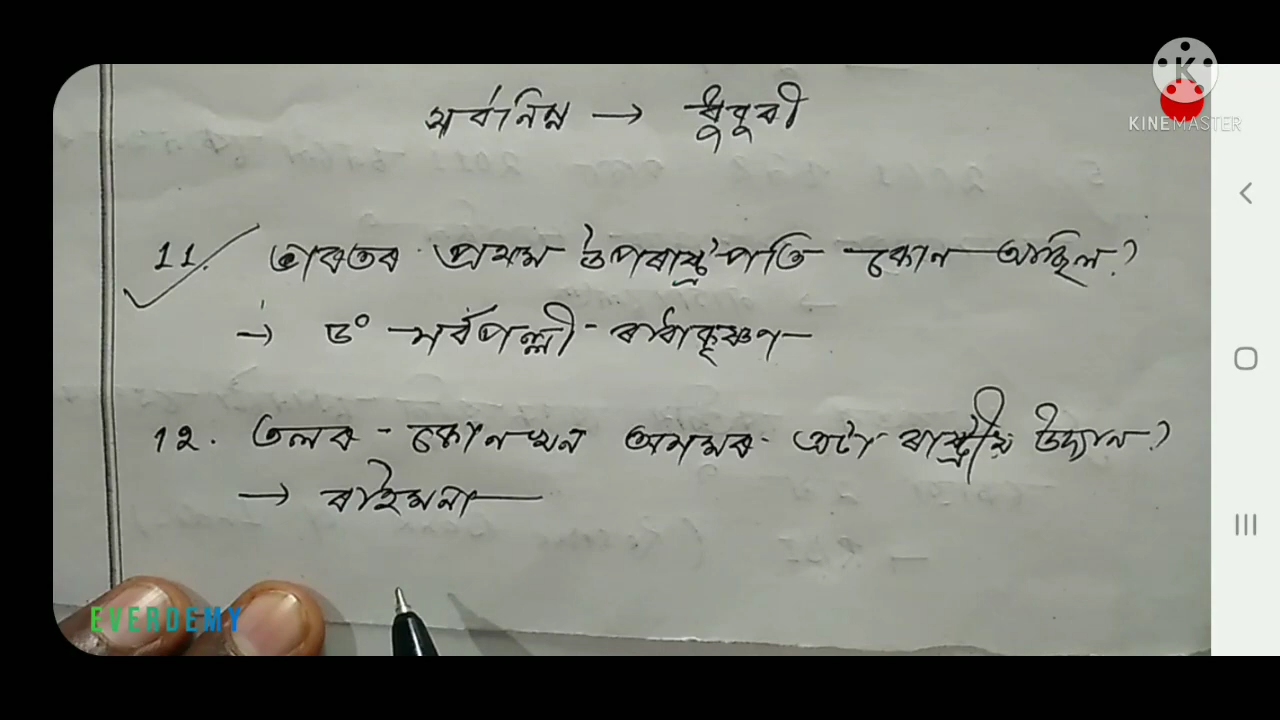 সৰ্বনিম্ন → ধুবুৰী
KINEMASTER
11. ভাৰতৰ প্ৰথম উপৰাষ্ট্ৰপতি কোন আছিল?
→ ড° সৰ্বপল্লী ৰাধাকৃষ্ণণ
12. তলৰ - কোনখন অসমৰ এটা ৰাষ্ট্ৰীয় উদ্যান?
→ ৰাইমনা
EVERDEMY